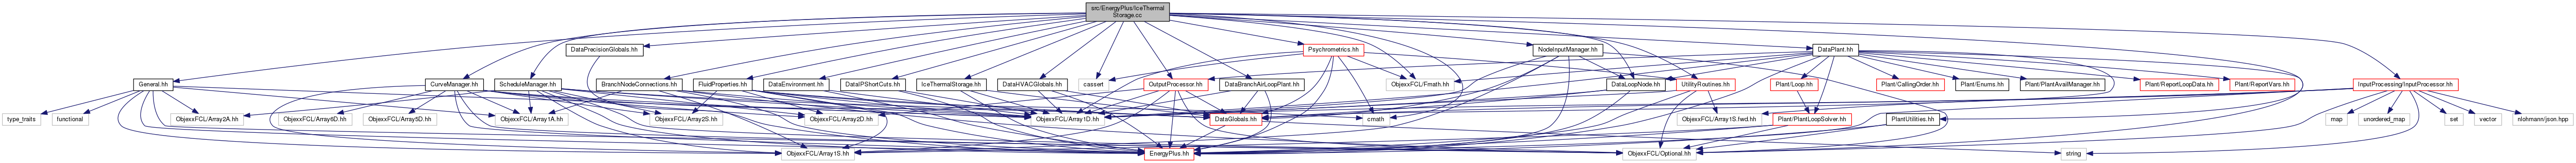 src/EnergyPlus/IceThermal
Storage.cc
DataPrecisionGlobals.hh
Psychrometrics.hh
NodeInputManager.hh
DataPlant.hh
General.hh
CurveManager.hh
ScheduleManager.hh
BranchNodeConnections.hh
FluidProperties.hh
DataEnvironment.hh
DataIPShortCuts.hh
IceThermalStorage.hh
DataHVACGlobals.hh
cassert
OutputProcessor.hh
DataBranchAirLoopPlant.hh
ObjexxFCL/Fmath.hh
DataLoopNode.hh
UtilityRoutines.hh
Plant/Loop.hh
Plant/CallingOrder.hh
Plant/Enums.hh
Plant/PlantAvailManager.hh
Plant/ReportLoopData.hh
Plant/ReportVars.hh
InputProcessing/InputProcessor.hh
type_traits
functional
ObjexxFCL/Array2A.hh
ObjexxFCL/Array6D.hh
ObjexxFCL/Array5D.hh
ObjexxFCL/Array1A.hh
ObjexxFCL/Array2S.hh
ObjexxFCL/Array2D.hh
ObjexxFCL/Array1D.hh
DataGlobals.hh
cmath
ObjexxFCL/Array1S.fwd.hh
Plant/PlantLoopSolver.hh
PlantUtilities.hh
map
unordered_map
set
vector
nlohmann/json.hpp
ObjexxFCL/Array1S.hh
EnergyPlus.hh
ObjexxFCL/Optional.hh
string